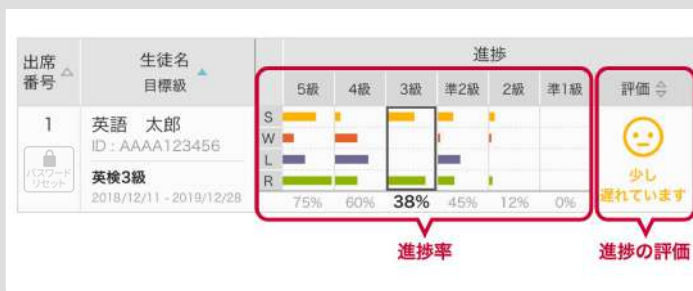 出席
番号
生徒名
目標級
進捗
5級 4級 3級 準2級 2級 準1級
評価
1
パスワード
リセット
英語 太郎
ID : AAAA123456
英検3級
2018/12/11 - 2019/12/28
S
W
L
R
75% 60% 38% 45% 12% 0%
少し
遅れています
進捗率
進捗の評価